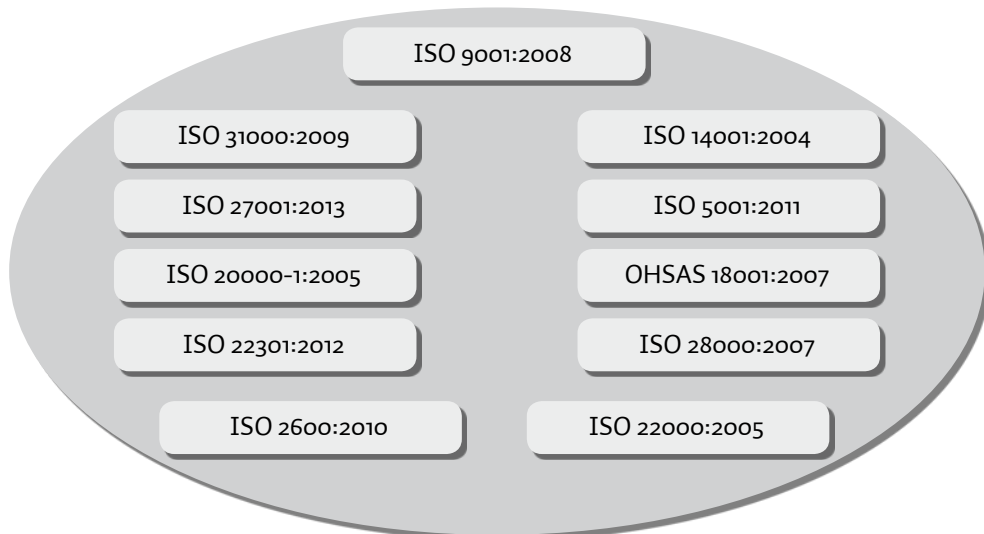 ISO 9001:2008
ISO 31000:2009
ISO 14001:2004
ISO 27001:2013
ISO 5001:2011
ISO 20000-1:2005
OHSAS 18001:2007
ISO 22301:2012
ISO 28000:2007
ISO 2600:2010
ISO 22000:2005